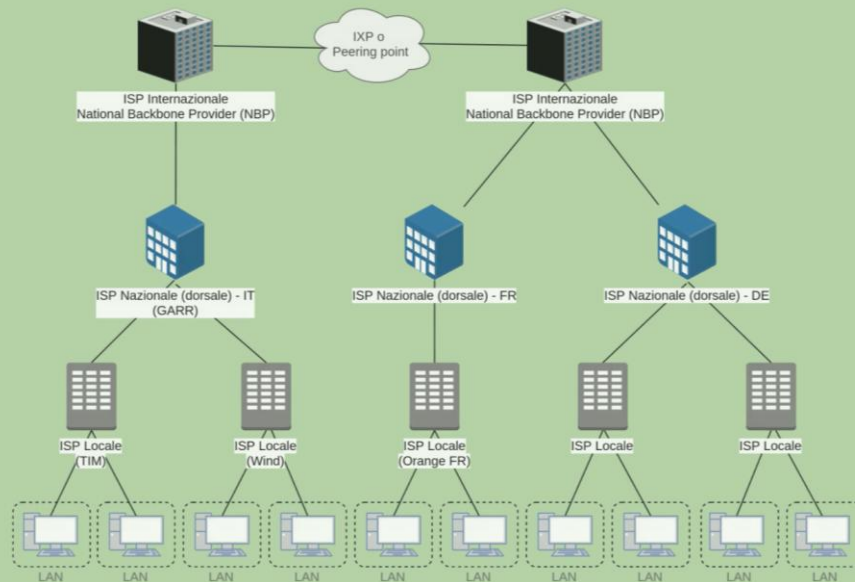 IXP o
Peering point
ISP Internazionale
National Backbone Provider (NBP)
ISP Internazionale
National Backbone Provider (NBP)
ISP Nazionale (dorsale) - IT
(GARR)
ISP Nazionale (dorsale) - FR
ISP Nazionale (dorsale) - DE
ISP Locale
(TIM)
ISP Locale
(Wind)
ISP Locale
(Orange FR)
ISP Locale
ISP Locale
LAN
LAN
LAN
LAN
LAN
LAN
LAN
LAN
LAN
LAN